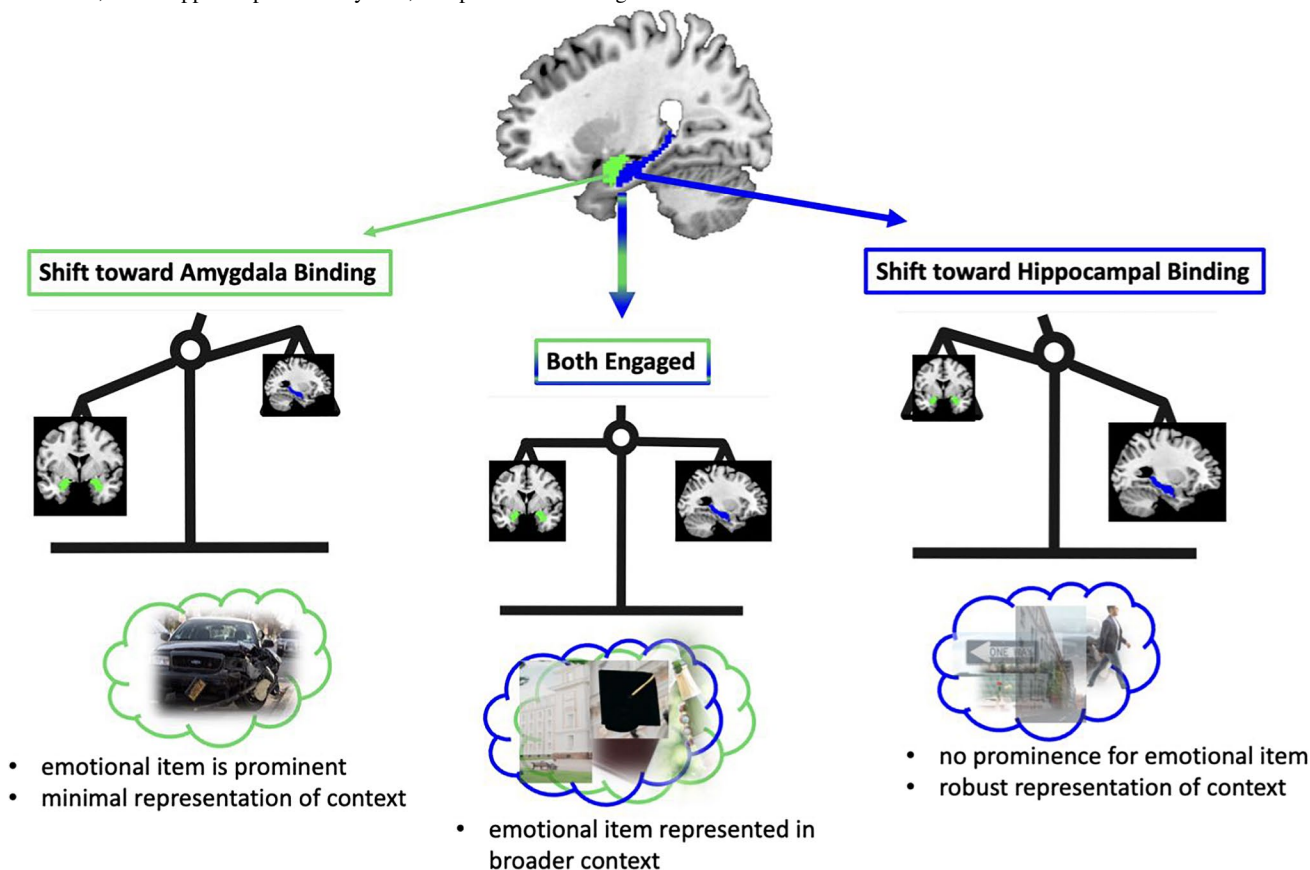 Shift toward Amygdala Binding
Shift toward Hippocampal Binding
Both Engaged
ONE WAY
• emotional item is prominent
• minimal representation of context
• no prominence for emotional item
• robust representation of context
• emotional item represented in
broader context